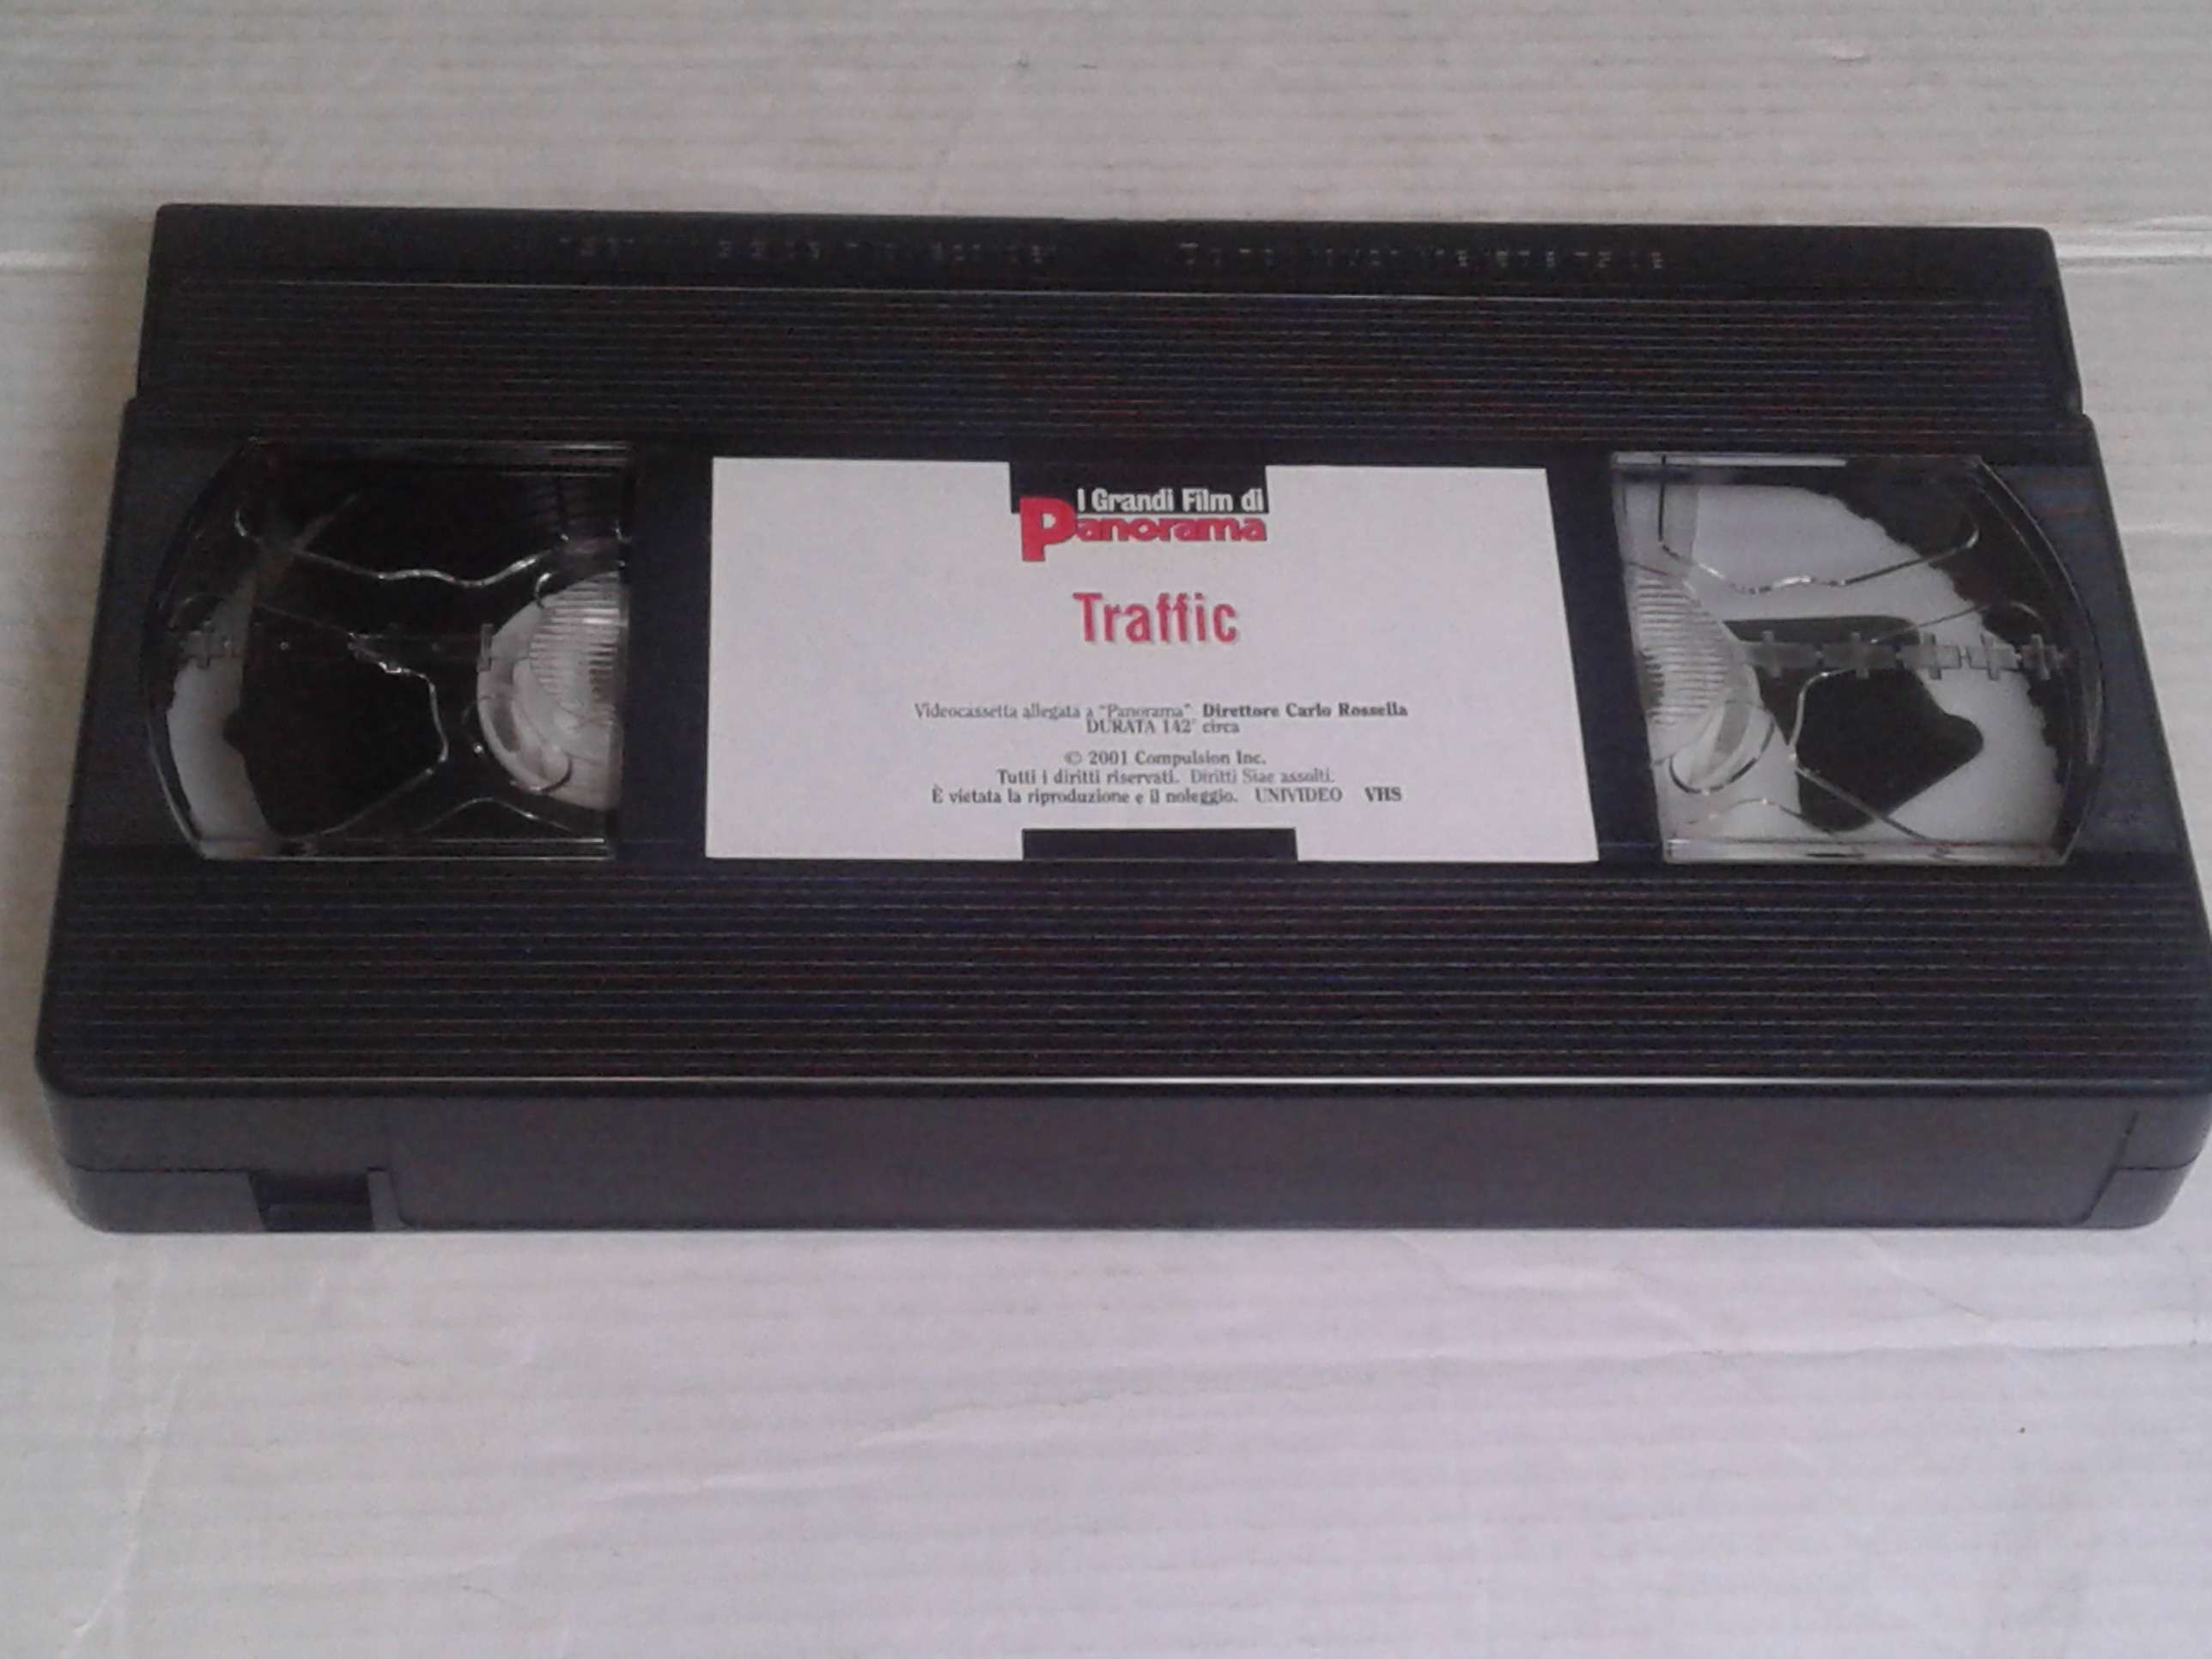 I Grandi Film di
Panorama
Traffic
Videocassetta allegata a "Panorama" Direttore Carlo Rossella
DURATA 142' circa
© 2001 Compulsion Inc.
Tutti i diritti riservati. Diritti Siae assolti.
È vietata la riproduzione e il noleggio. UNIVIDEO VHS